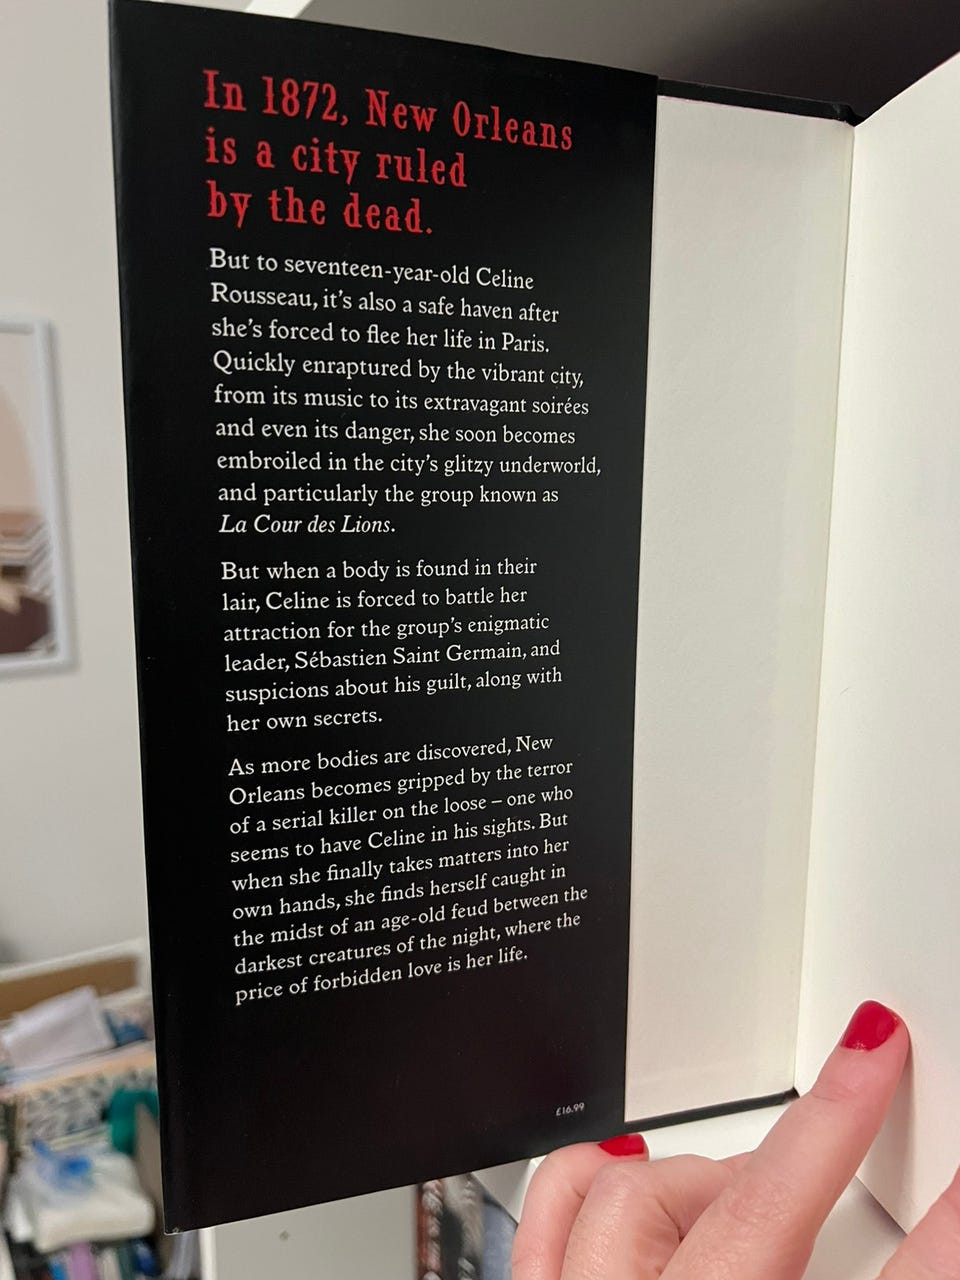 In 1872, New Orleans
is a city ruled
by the dead.
But to seventeen-year-old Celine
Rousseau, it's also a safe haven after
she's forced to flee her life in Paris.
Quickly enraptured by the vibrant city,
from its music to its extravagant soirées
and even its danger, she soon becomes
embroiled in the city's glitzy underworld,
and particularly the group known as
La Cour des Lions.
But when a body is found in their
lair, Celine is forced to battle her
attraction for the group's enigmatic
leader, Sébastien Saint Germain, and
suspicions about his guilt, along with
her own secrets.
As more bodies are discovered, New
Orleans becomes gripped by the terror
of a serial killer on the loose – one who
seems to have Celine in his sights. But
when she finally takes matters into her
own hands, she finds herself caught in
the midst of an age-old feud between the
darkest creatures of the night, where the
price of forbidden love is her life.
£16.99